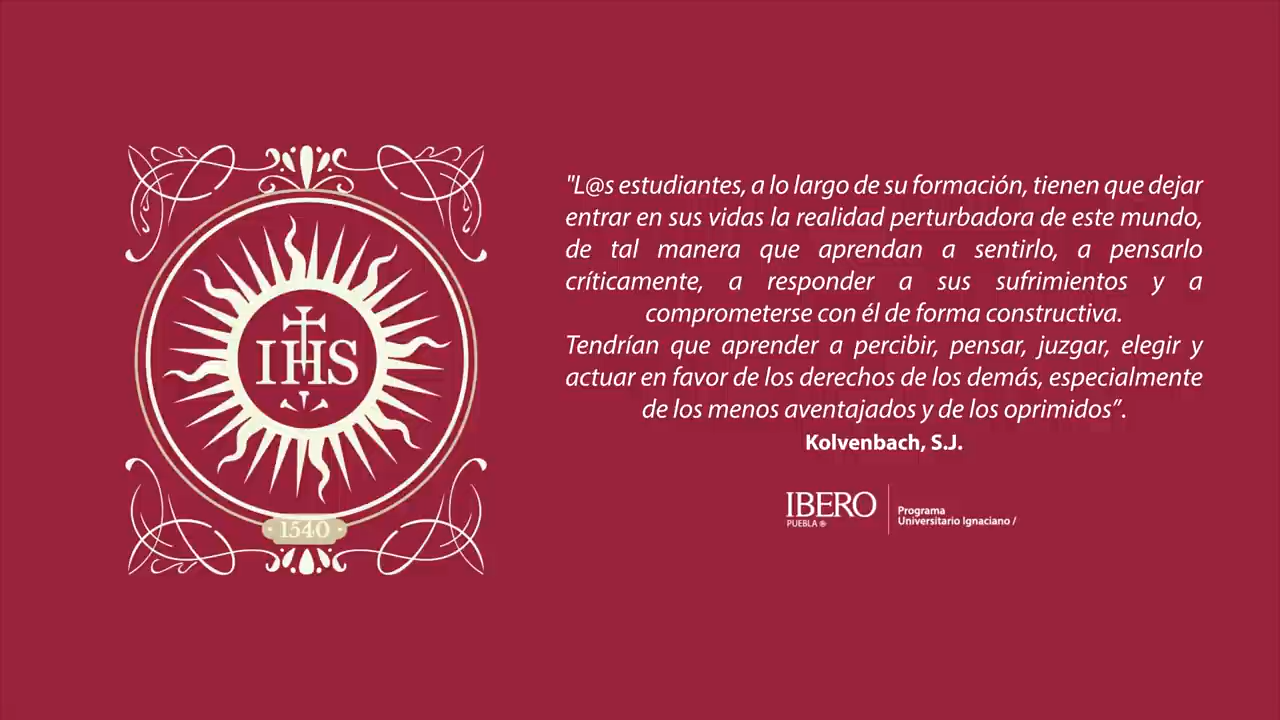 IHS
1540
"L@s estudiantes, a lo largo de su formación, tienen que dejar
entrar en sus vidas la realidad perturbadora de este mundo,
de tal manera que aprendan a sentirlo, a pensarlo
críticamente, a responder a sus sufrimientos y a
comprometerse con él de forma constructiva.
Tendrían que aprender a percibir, pensar, juzgar, elegir y
actuar en favor de los derechos de los demás, especialmente
de los menos aventajados y de los oprimidos”.
Kolvenbach, S.J.
IBERO
PUEBLA
Programa
Universitario Ignaciano /